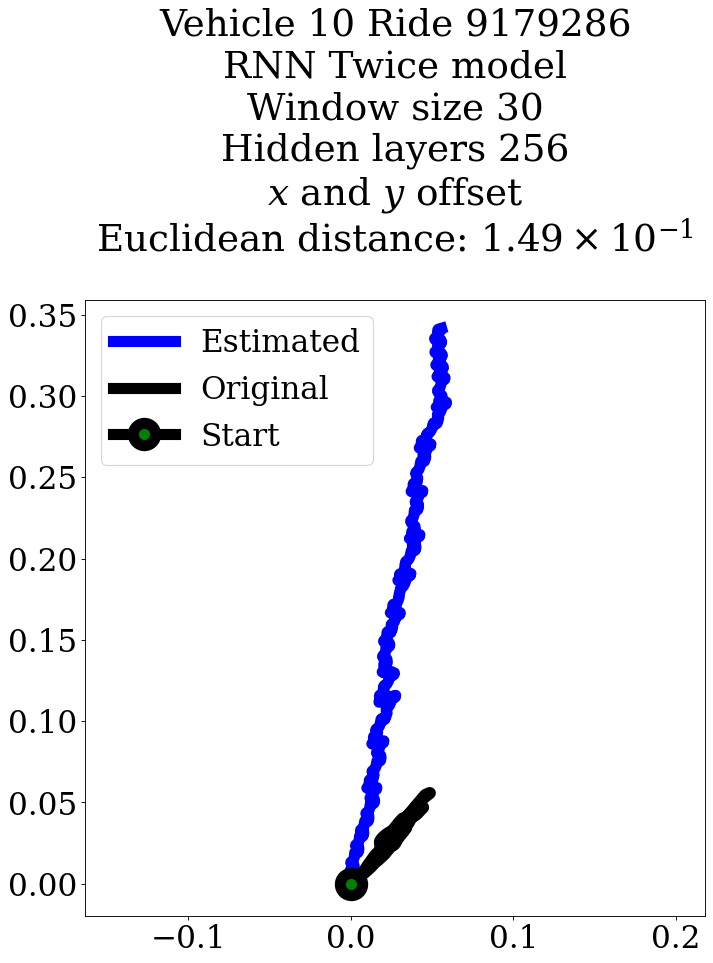 Vehicle 10 Ride 9179286
RNN Twice model
Window size 30
Hidden layers 256
x and y offset
Euclidean distance: 1.49 × 10⁻¹
Estimated
Original
Start
0.35
0.30
0.25
0.20
0.15
0.10
0.05
0.00
−0.1 0.0 0.1 0.2